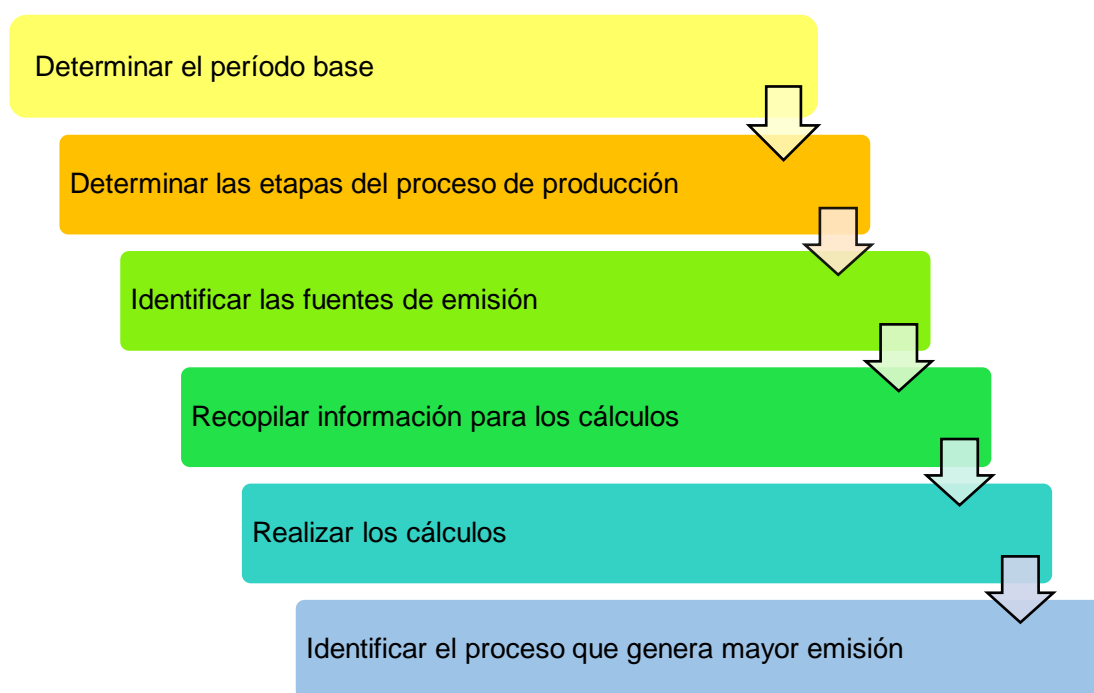 Determinar el período base
Determinar las etapas del proceso de producción
Identificar las fuentes de emisión
Recopilar información para los cálculos
Realizar los cálculos
Identificar el proceso que genera mayor emisión